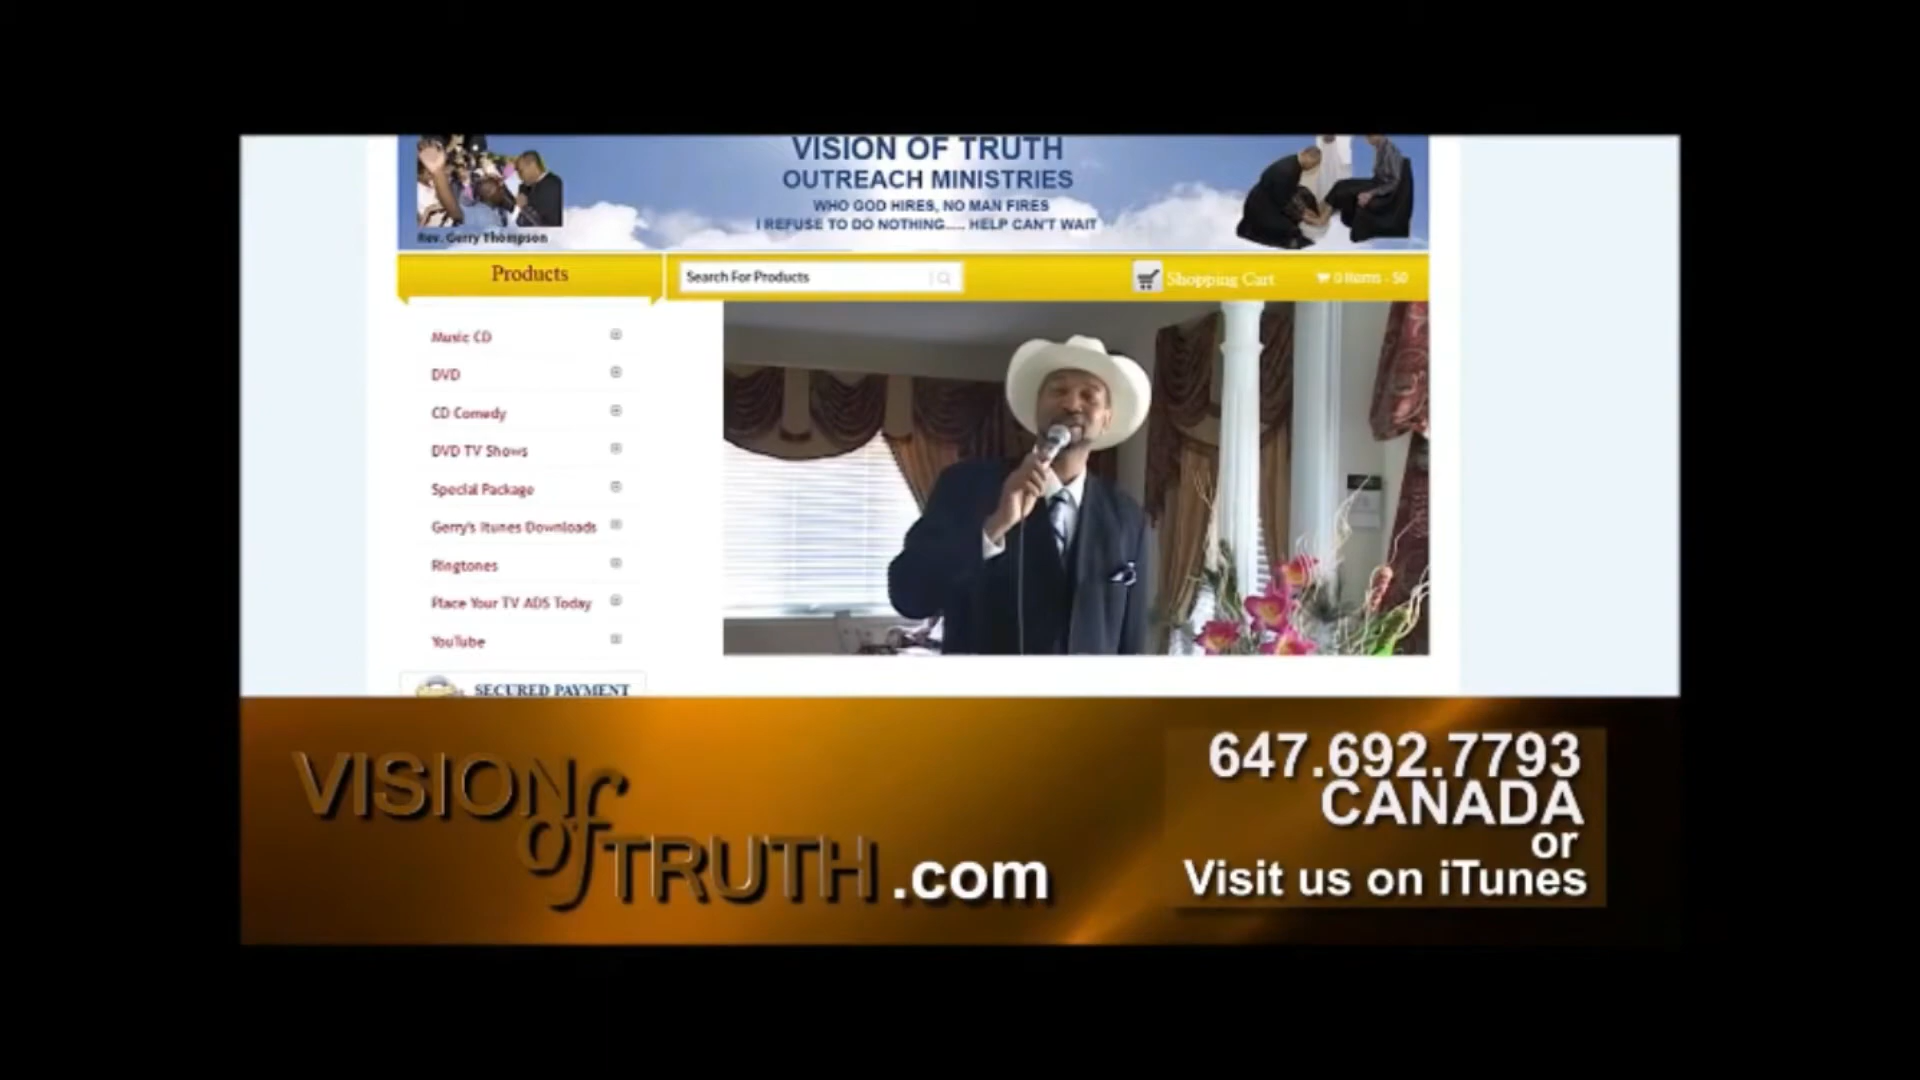 VISION OF TRUTH
OUTREACH MINISTRIES
WHO GOD HIRES, NO MAN FIRES
I REFUSE TO DO NOTHING..... HELP CAN'T WAIT
Rev. Gerry Thompson
Products
Search For Products
Shopping Cart
0 Items - $0
Music CD
DVD
CD Comedy
DVD TV Shows
Special Package
Gerry's Itunes Downloads
Ringtones
Place Your TV ADS Today
YouTube
SECURED PAYMENT
VISION
of
TRUTH .com
647.692.7793
CANADA
or
Visit us on iTunes